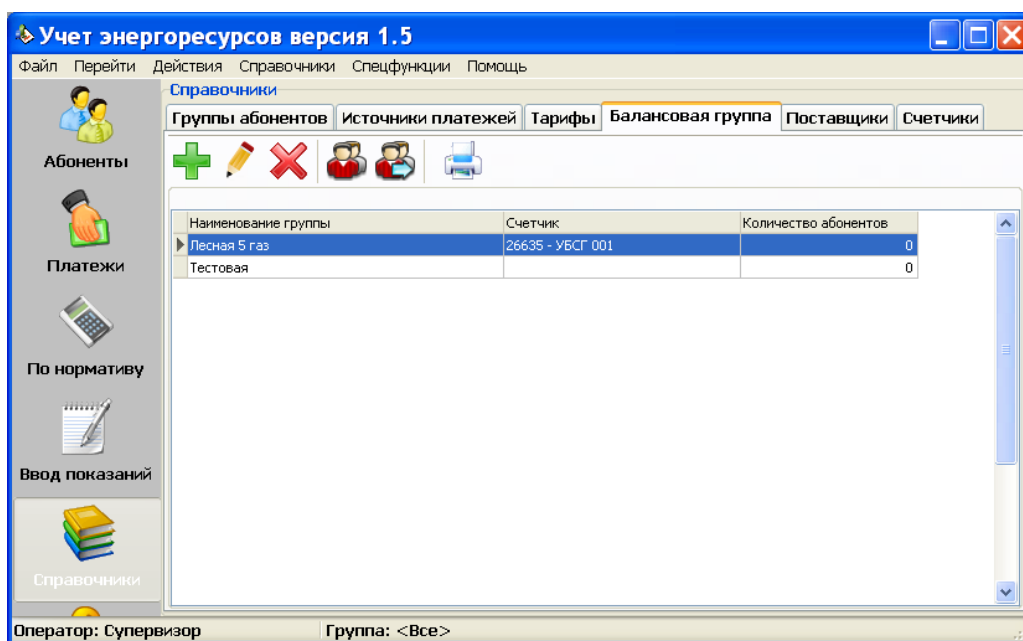 Учет энергоресурсов версия 1.5
Файл Перейти Действия Справочники Спецфункции Помощь
Справочники
Группы абонентов Источники платежей Тарифы Балансовая группа Поставщики Счетчики
Абоненты
Платежи
По нормативу
Ввод показаний
Справочники
Наименование группы Счетчик Количество абонентов
Лесная 5 газ 26635 - УБСГ 001 0
Тестовая 0
Оператор: Супервизор Группа: <Все>